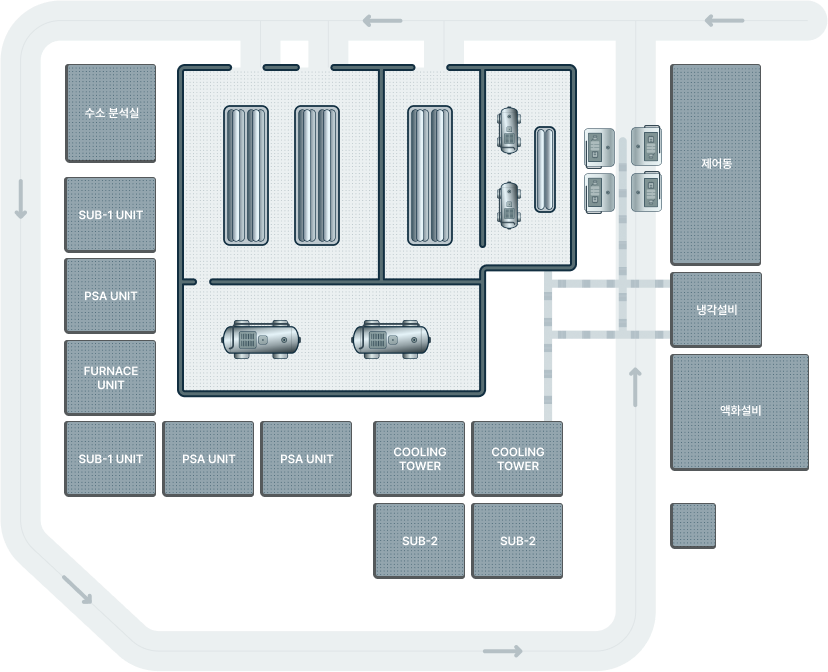 수소 분석실
제어동
SUB-1 UNIT
PSA UNIT
냉각설비
FURNACE
UNIT
액화설비
SUB-1 UNIT
PSA UNIT
PSA UNIT
COOLING
TOWER
COOLING
TOWER
SUB-2
SUB-2